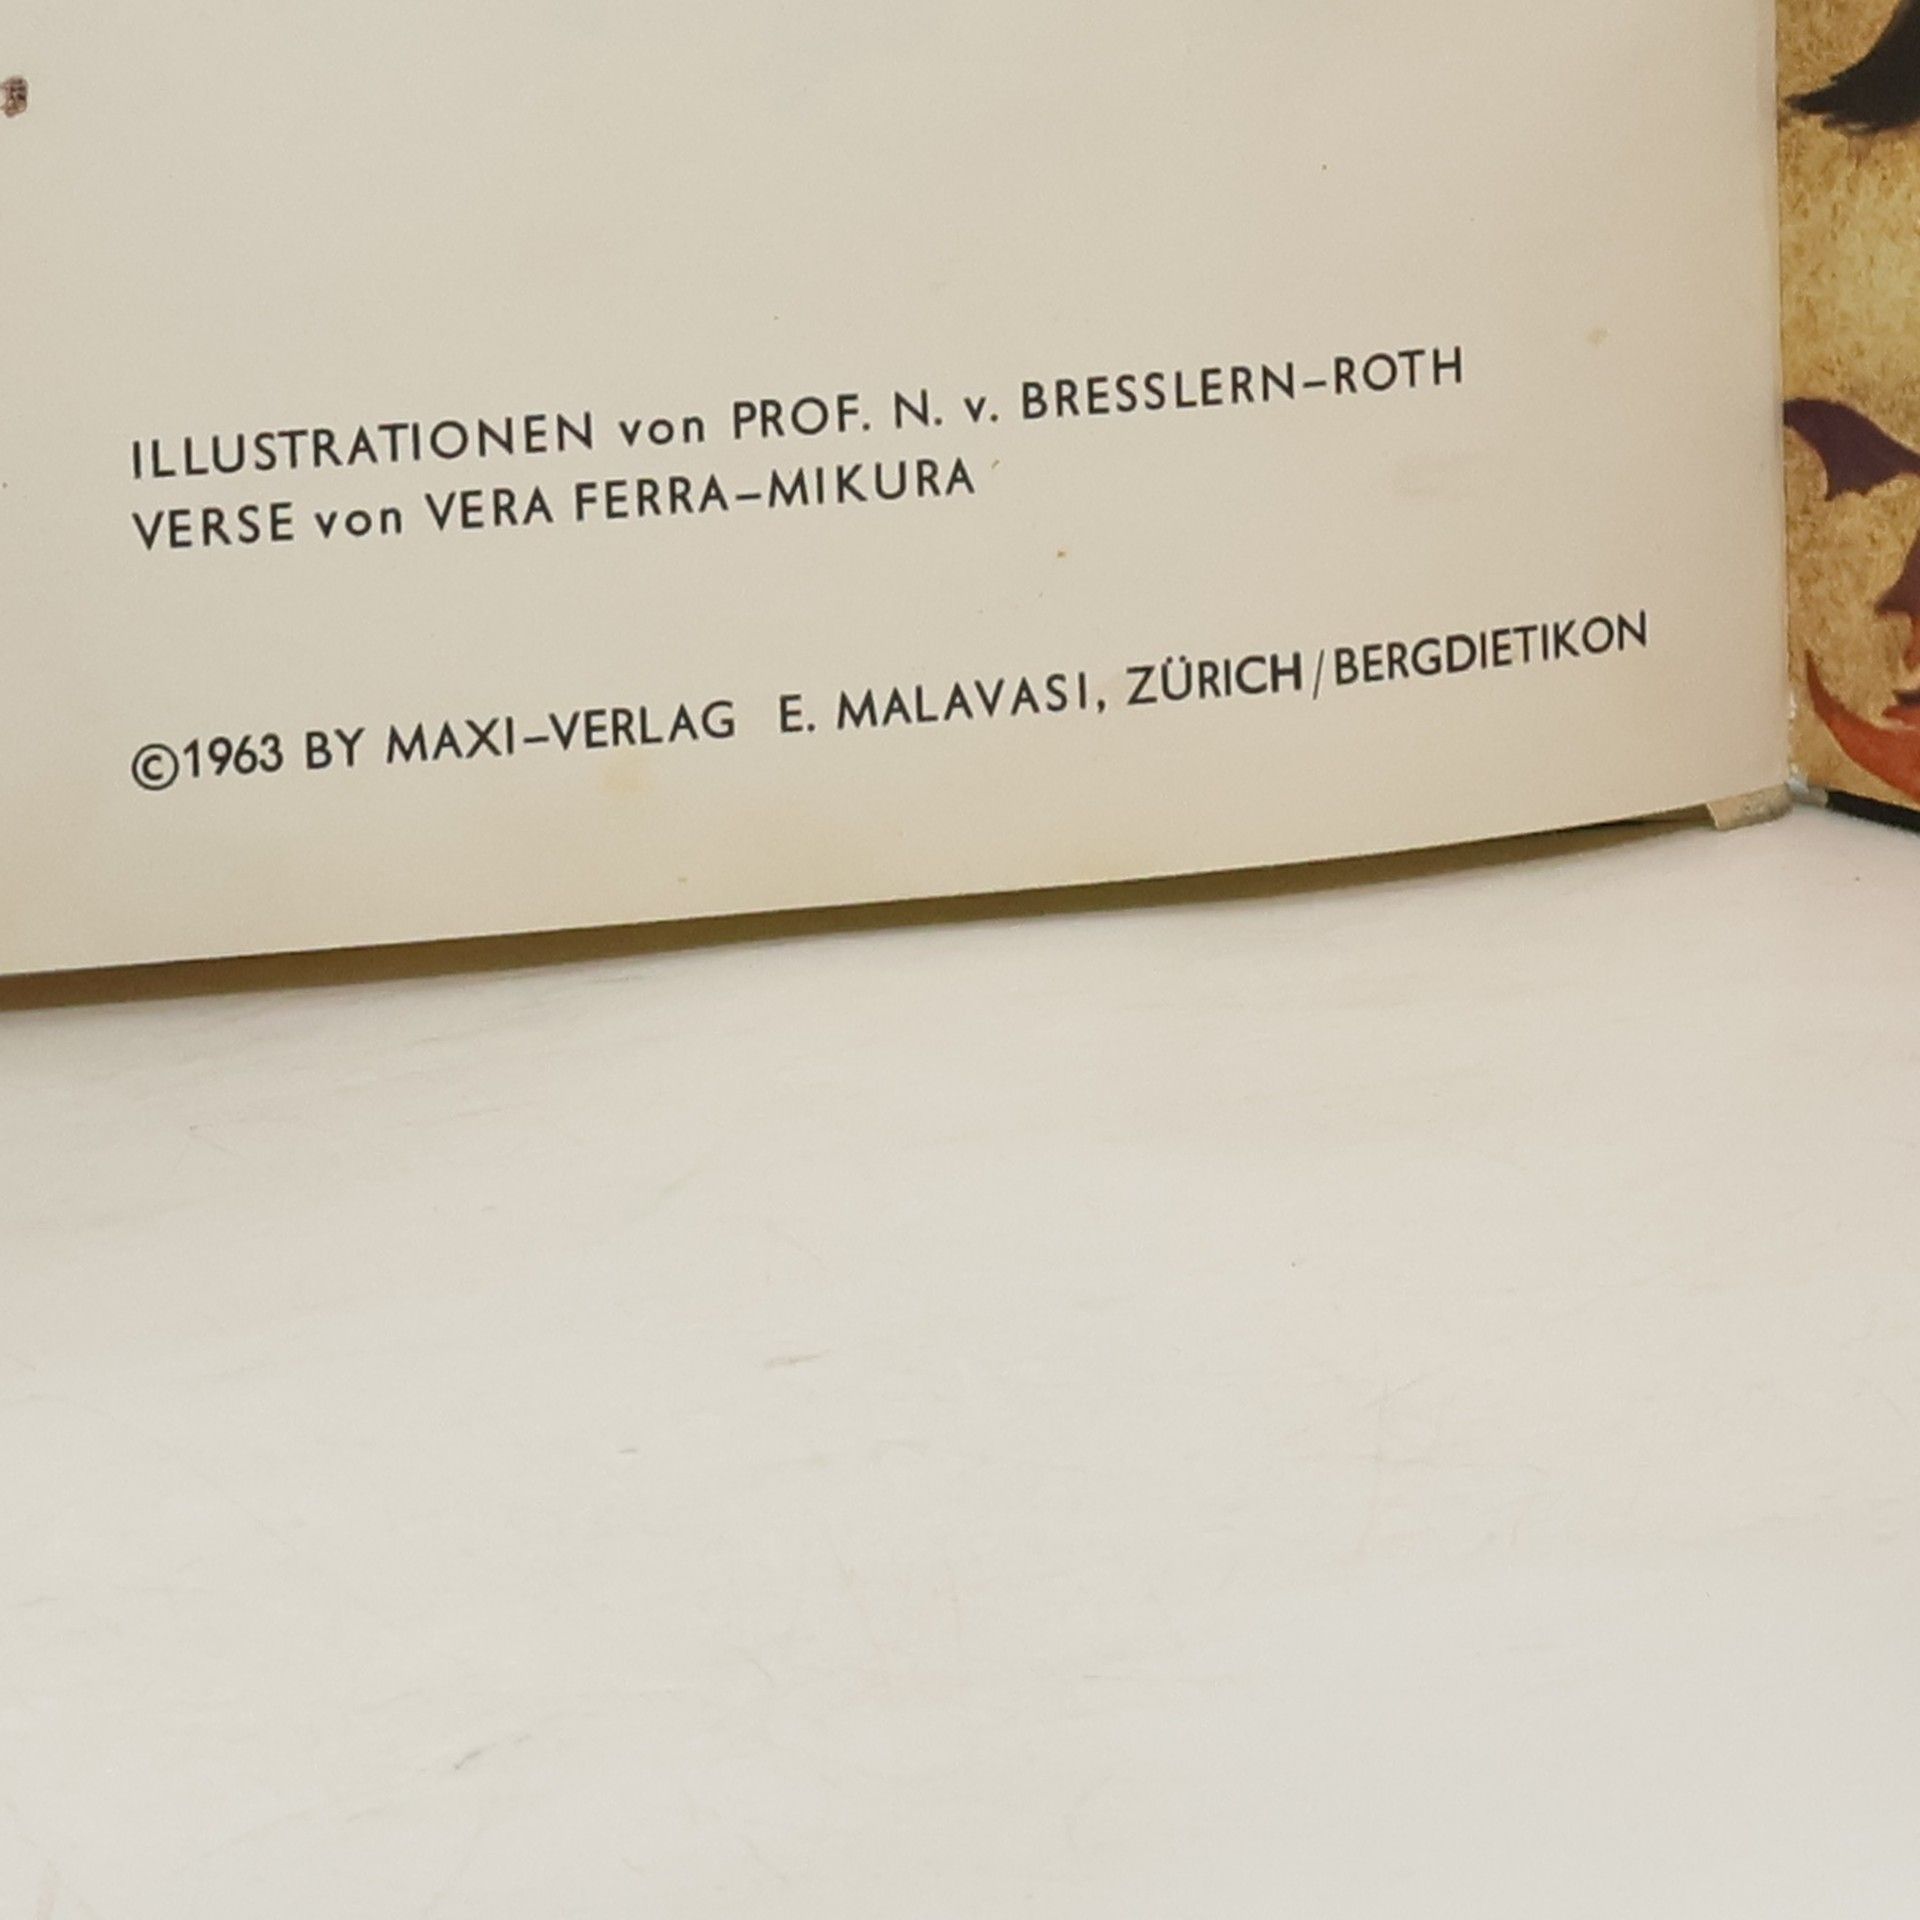 ILLUSTRATIONEN von PROF. N. v. BRESSLERN–ROTH
VERSE von VERA FERRA–MIKURA
©1963 BY MAXI–VERLAG E. MALAVASI, ZÜRICH/BERGDIETIKON